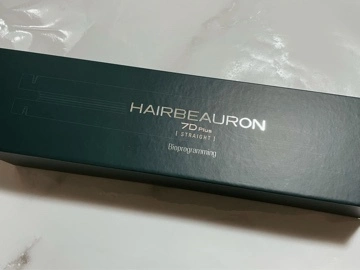 HAIRBEAURON
7D Plus
[ STRAIGHT ]
Bioprogramming